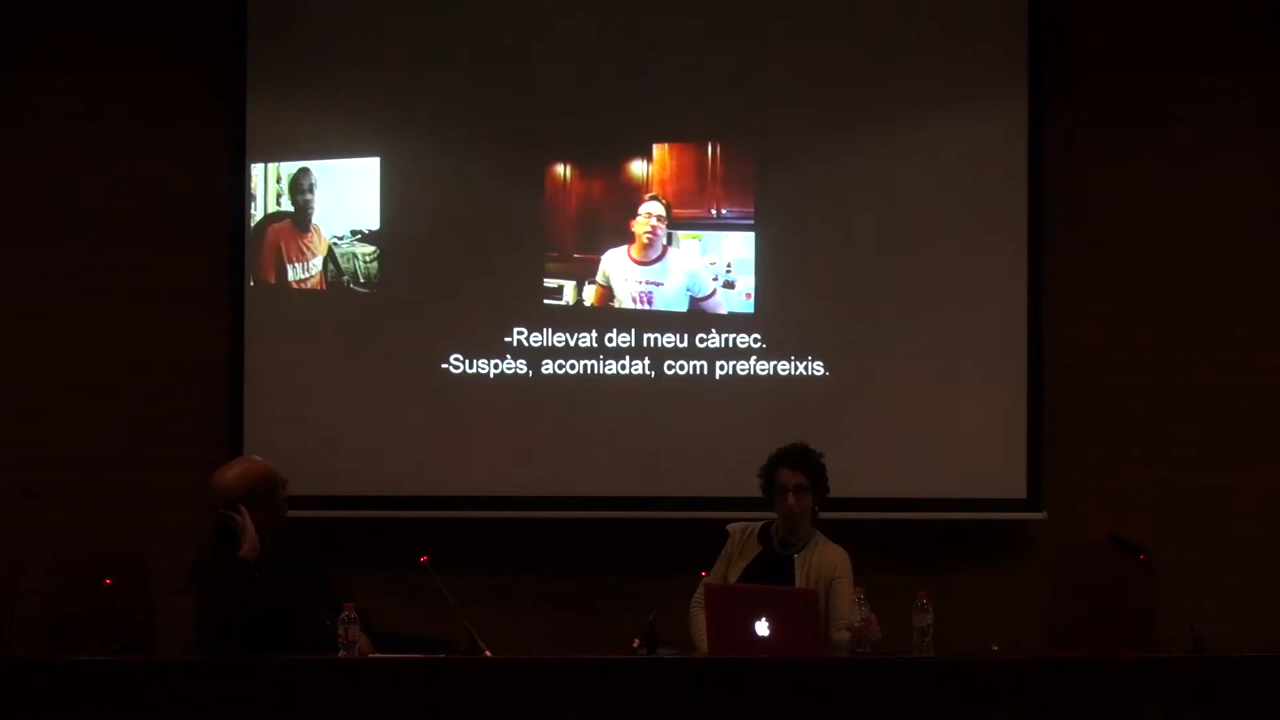 -Rellevat del meu càrrec.
-Suspès, acomiadat, com prefereixis.